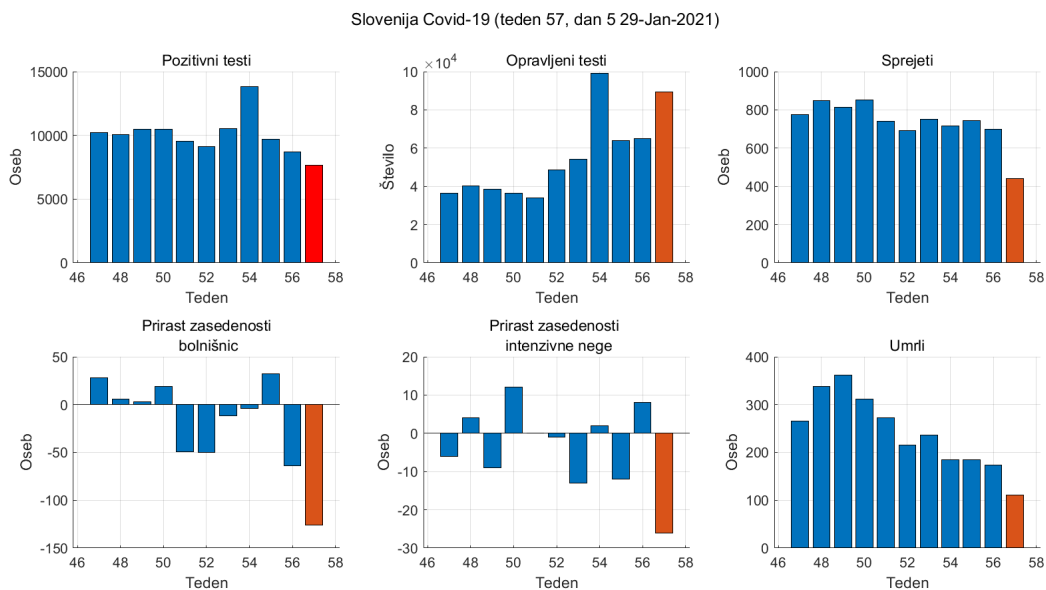 Slovenija Covid-19 (teden 57, dan 5 29-Jan-2021)
Pozitivni testi
15000
10000
5000
0
Oseb
46 48 50 52 54 56 58
Teden
Opravljeni testi
×10⁴
10
8
6
4
2
0
Število
46 48 50 52 54 56 58
Teden
Sprejeti
1000
800
600
400
200
0
Oseb
46 48 50 52 54 56 58
Teden
Prirast zasedenosti
bolnišnic
50
0
-50
-100
-150
Oseb
46 48 50 52 54 56 58
Teden
Prirast zasedenosti
intenzivne nege
20
10
0
-10
-20
-30
Oseb
46 48 50 52 54 56 58
Teden
Umrli
400
300
200
100
0
Oseb
46 48 50 52 54 56 58
Teden